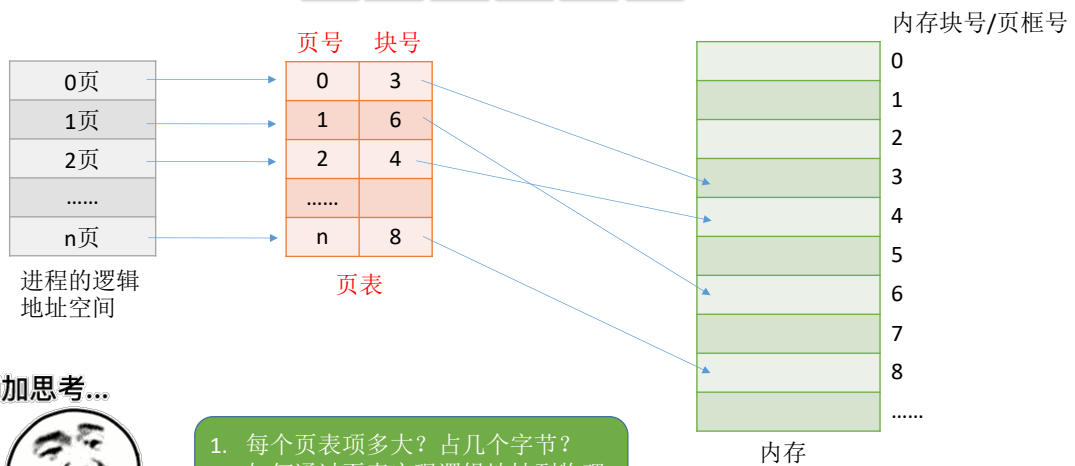 内存块号/页框号
页号 块号
0页
1页
2页
……
n页
进程的逻辑
地址空间
0 3
1 6
2 4
……
n 8
页表
0
1
2
3
4
5
6
7
8
……
内存
加思考...
1. 每个页表项多大？占几个字节？